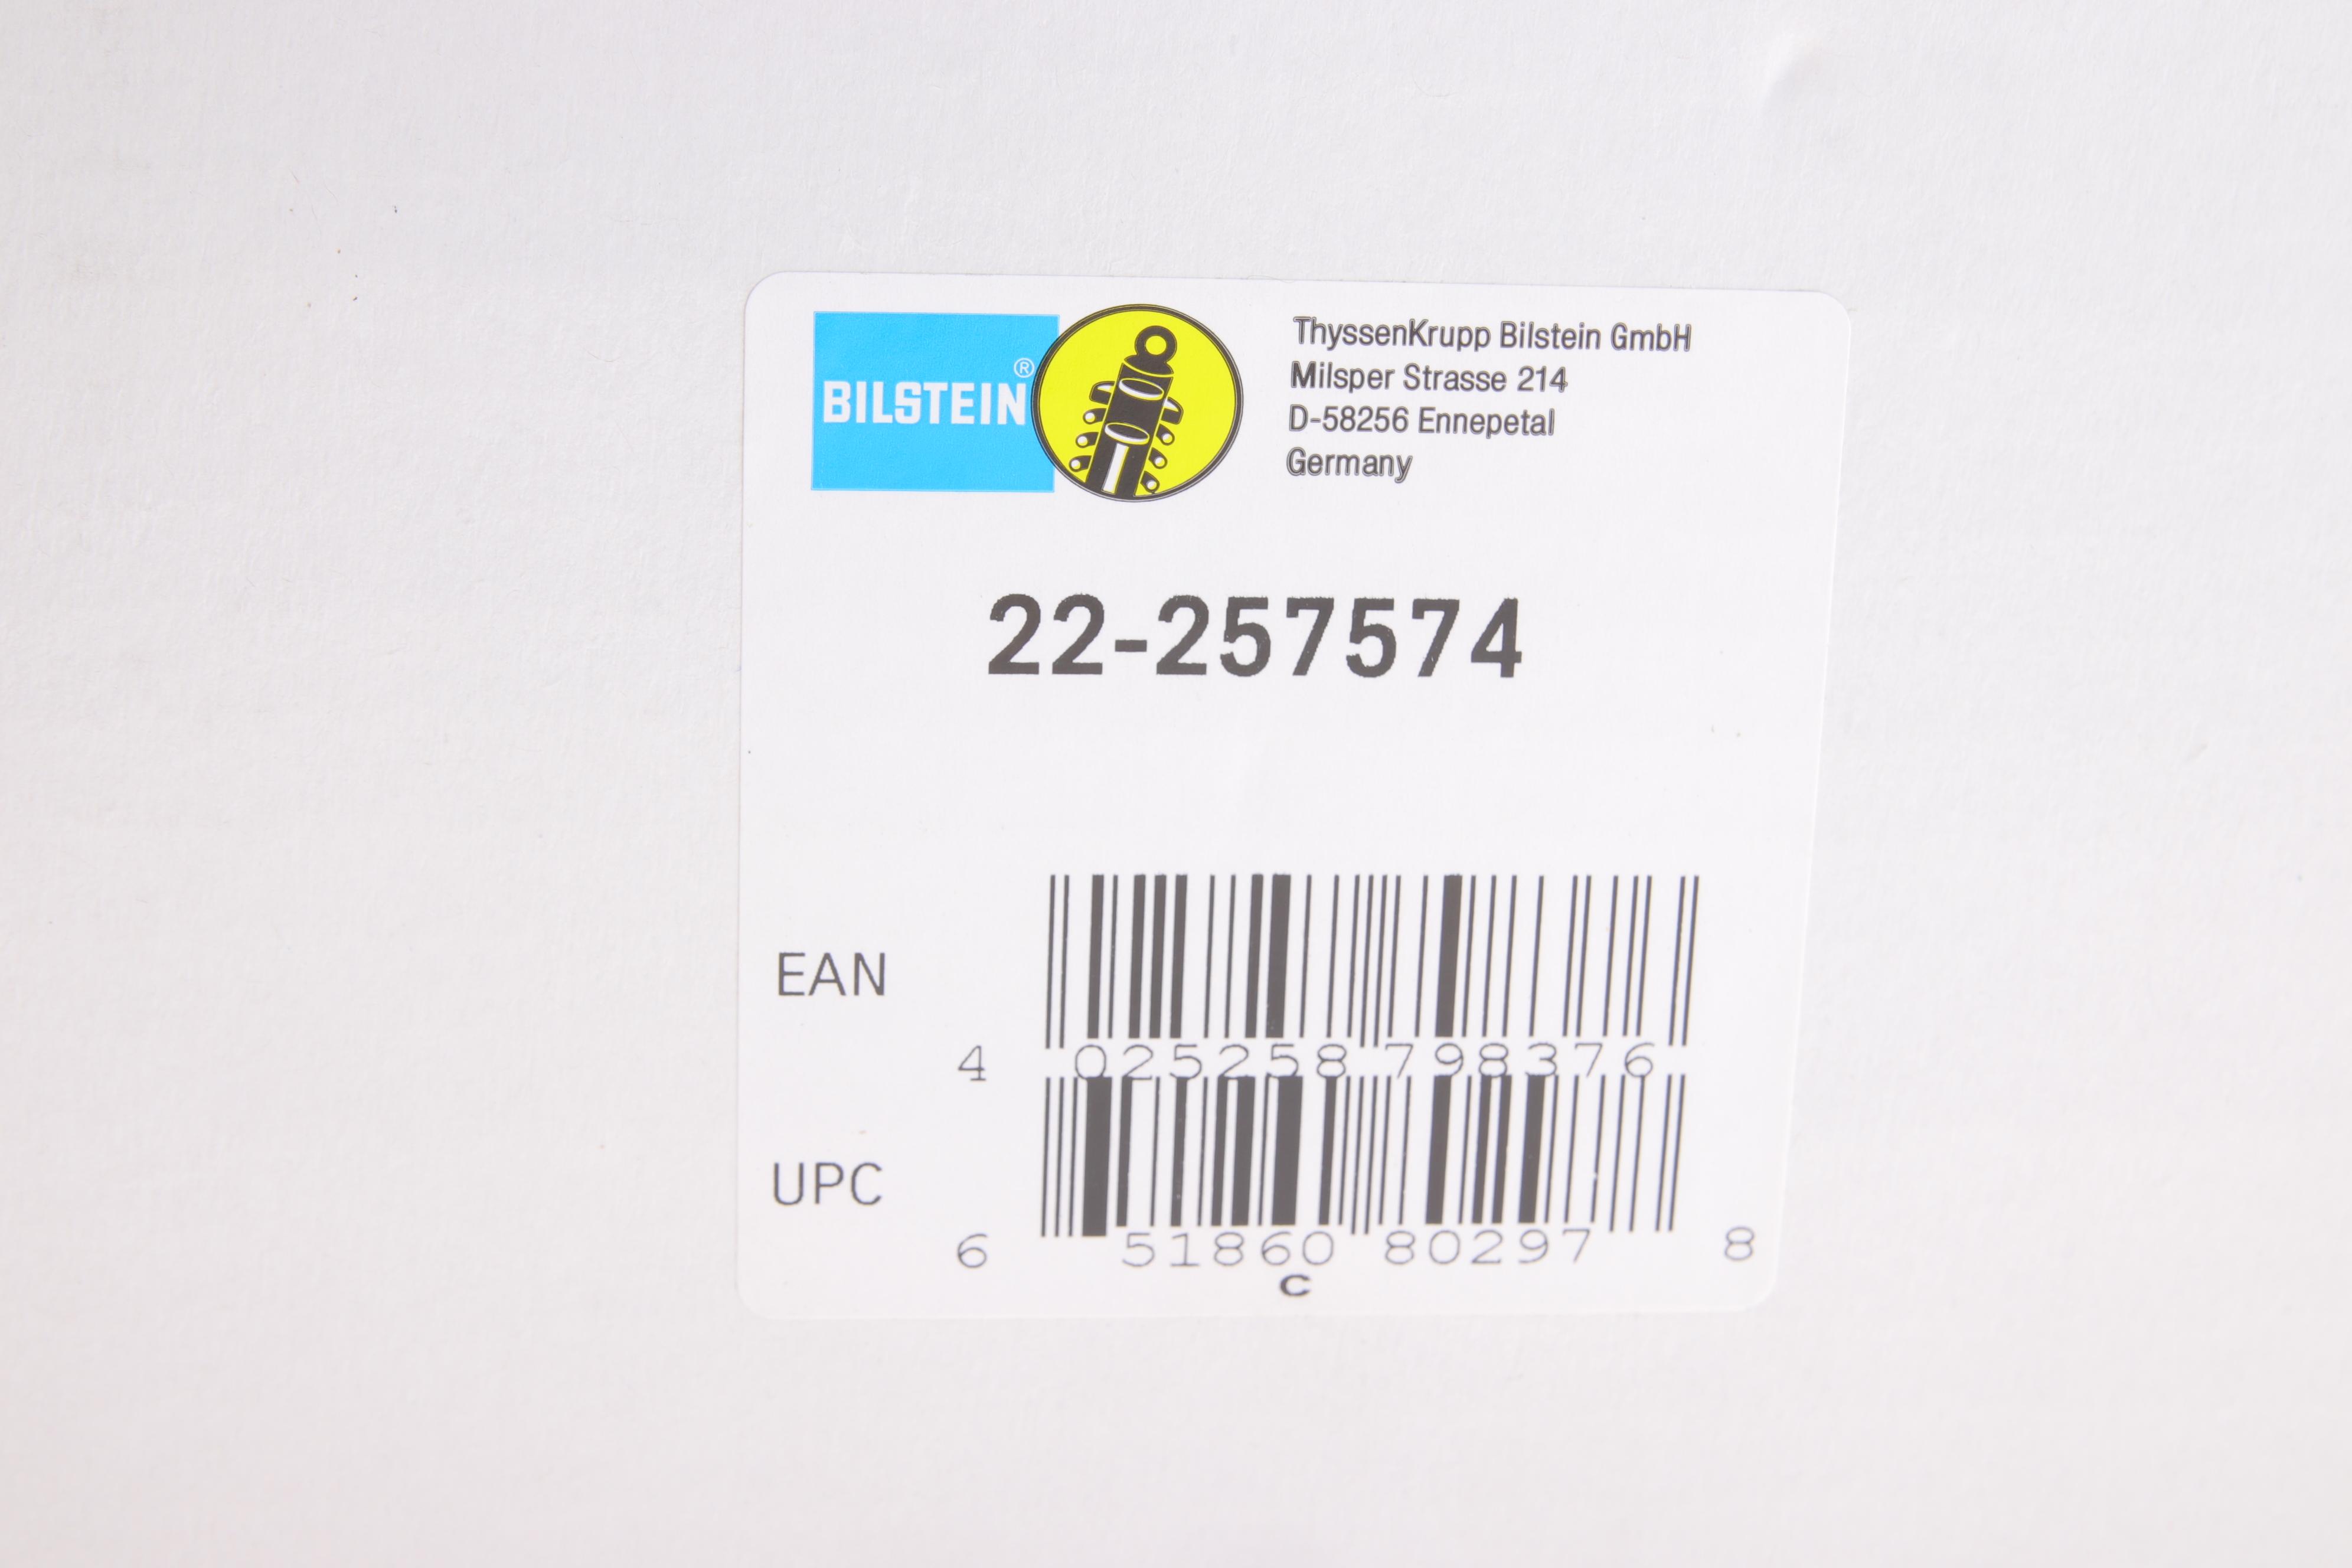 BILSTEIN®
ThyssenKrupp Bilstein GmbH
Milsper Strasse 214
D-58256 Ennepetal
Germany
22-257574
EAN
4 025258 798376
UPC
6 51860 80297 8
C